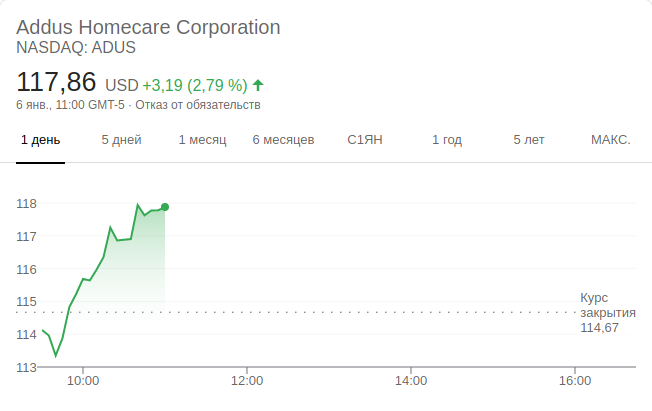 Addus Homecare Corporation
NASDAQ: ADUS
117,86 USD +3,19 (2,79 %)
6 янв., 11:00 GMT-5 · Отказ от обязательств
1 день 5 дней 1 месяц 6 месяцев С1ЯН 1 год 5 лет МАКС.
118
117
116
115
114
113
Курс
закрытия
114,67
10:00 12:00 14:00 16:00